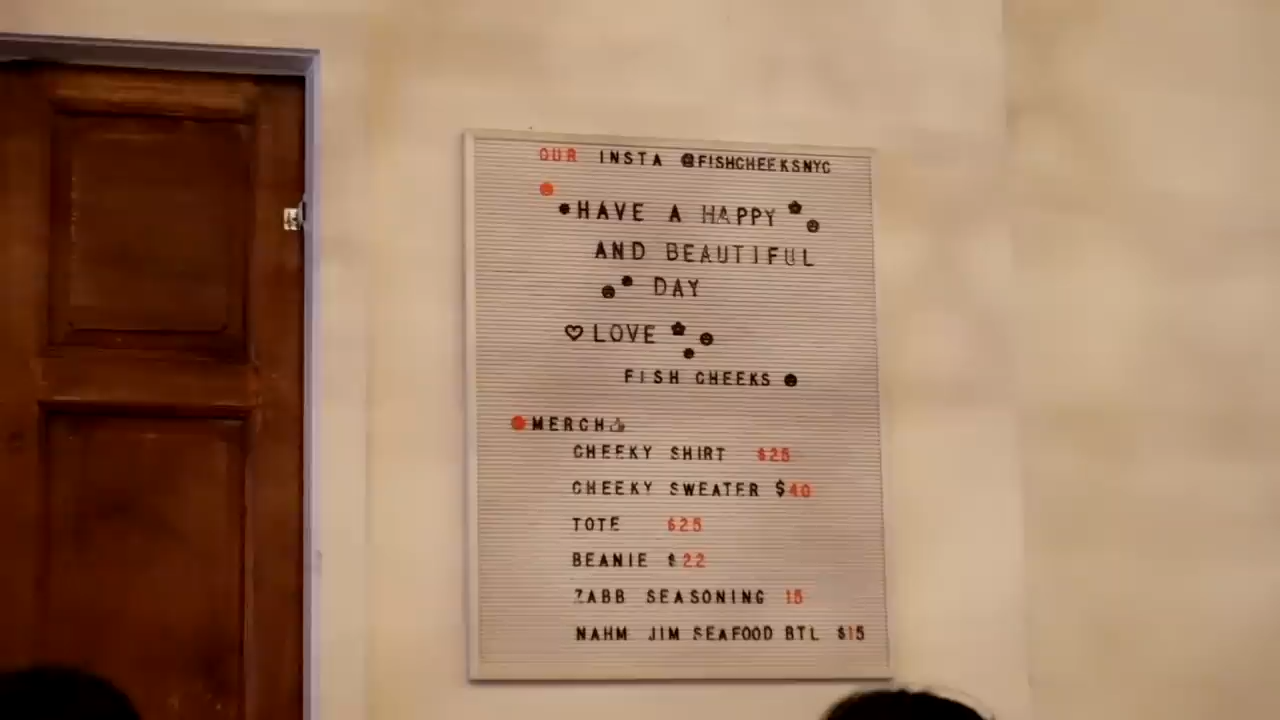 OUR INSTA @FISHCHEEKSNYC
HAVE A HAPPY
AND BEAUTIFUL
DAY
♡ LOVE
FISH CHEEKS
MERCH
CHEEKY SHIRT $25
CHEEKY SWEATER $40
TOTE $25
BEANIE $22
ZABB SEASONING 15
NAHM JIM SEAFOOD BTL $15